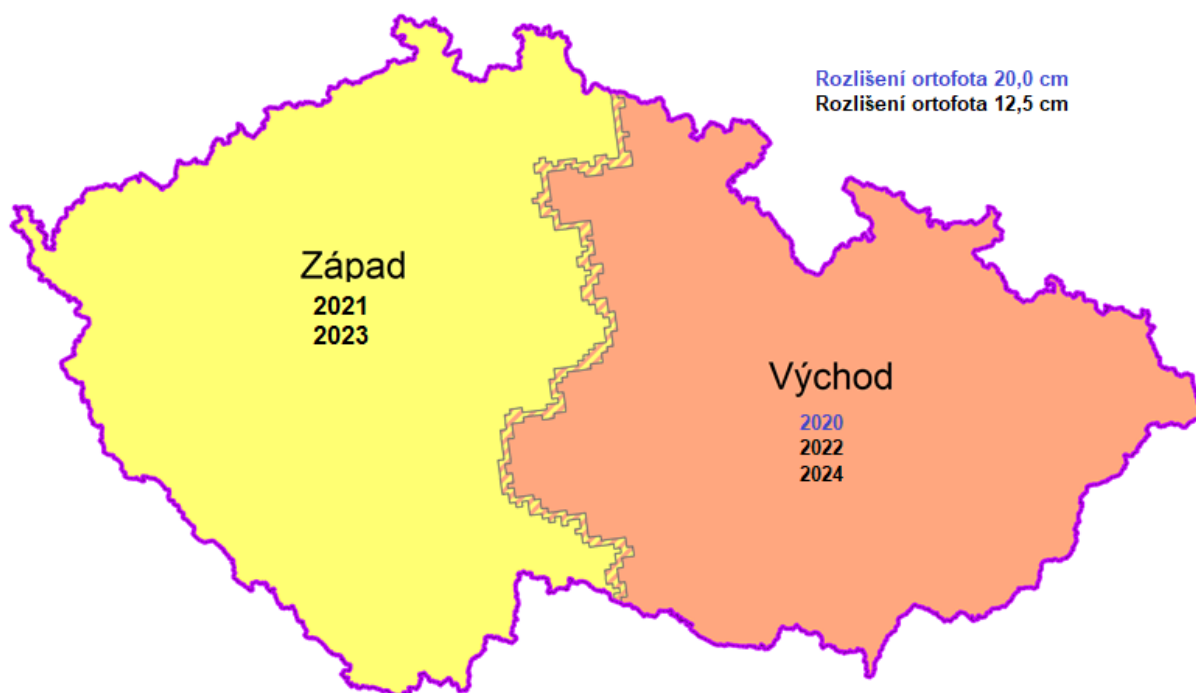 Rozlišení ortofota 20,0 cm
Rozlišení ortofota 12,5 cm
Západ
2021
2023
Východ
2020
2022
2024